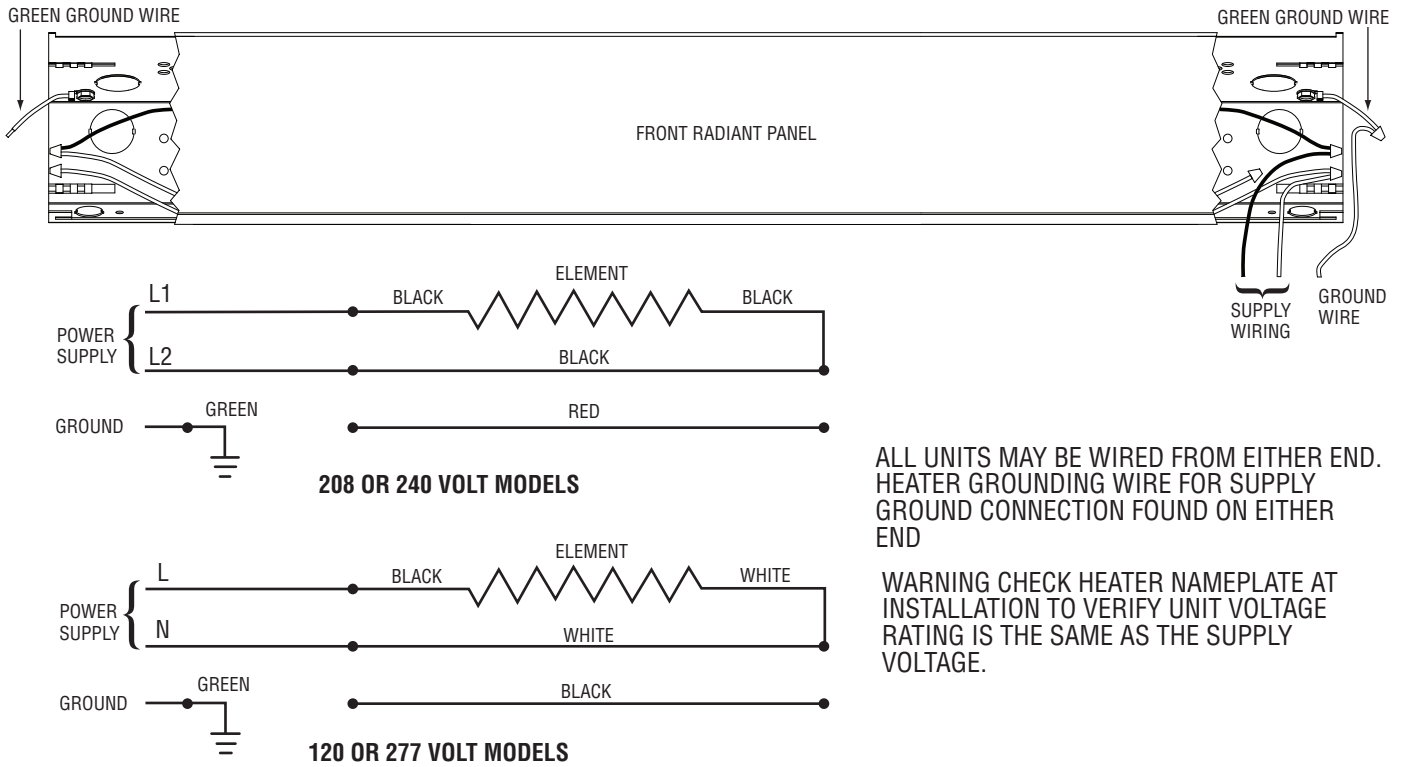 GREEN GROUND WIRE
GREEN GROUND WIRE
FRONT RADIANT PANEL
SUPPLY
WIRING
GROUND
WIRE
ELEMENT
L1
BLACK
BLACK
POWER
SUPPLY
L2
BLACK
GREEN
GROUND
RED
208 OR 240 VOLT MODELS
ALL UNITS MAY BE WIRED FROM EITHER END.
HEATER GROUNDING WIRE FOR SUPPLY
GROUND CONNECTION FOUND ON EITHER
END
WARNING CHECK HEATER NAMEPLATE AT
INSTALLATION TO VERIFY UNIT VOLTAGE
RATING IS THE SAME AS THE SUPPLY
VOLTAGE.
ELEMENT
L
BLACK
WHITE
POWER
SUPPLY
N
WHITE
GREEN
GROUND
BLACK
120 OR 277 VOLT MODELS